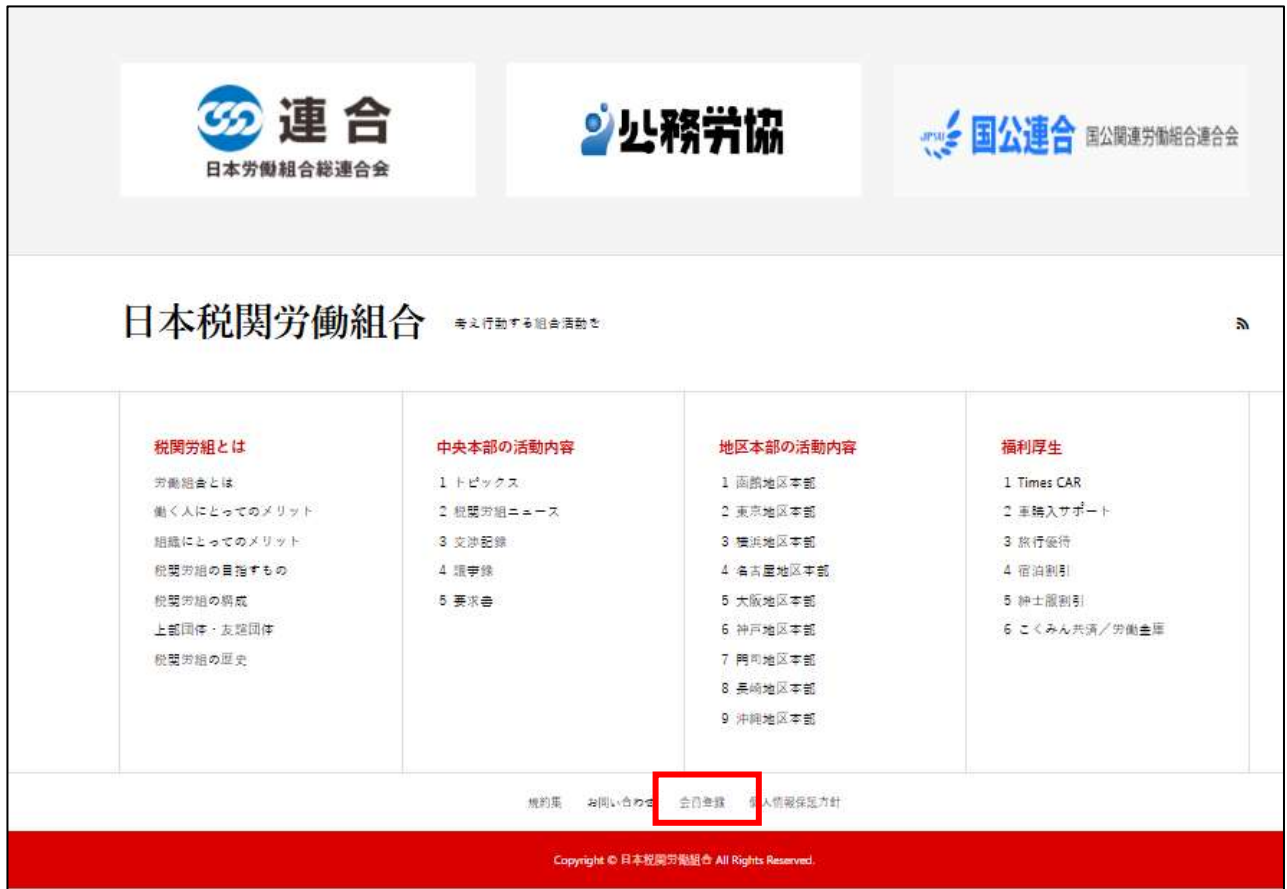 連合
日本労働組合総連合会
公務労協
JPSU 国公連合 国公関連労働組合連合会
日本税関労働組合 考え行動する組合活動を
税関労組とは
労働組合とは
働く人にとってのメリット
組織にとってのメリット
税関労組の目指すもの
税関労組の構成
上部団体・友誼団体
税関労組の歴史
中央本部の活動内容
1 トピックス
2 税関労組ニュース
3 交渉記録
4 議事録
5 要求書
地区本部の活動内容
1 函館地区本部
2 東京地区本部
3 横浜地区本部
4 名古屋地区本部
5 大阪地区本部
6 神戸地区本部
7 門司地区本部
8 長崎地区本部
9 沖縄地区本部
福利厚生
1 Times CAR
2 車購入サポート
3 旅行優待
4 宿泊割引
5 紳士服割引
6 こくみん共済／労働金庫
規約集 お問い合わせ 会員登録 個人情報保護方針
Copyright © 日本税関労働組合 All Rights Reserved.